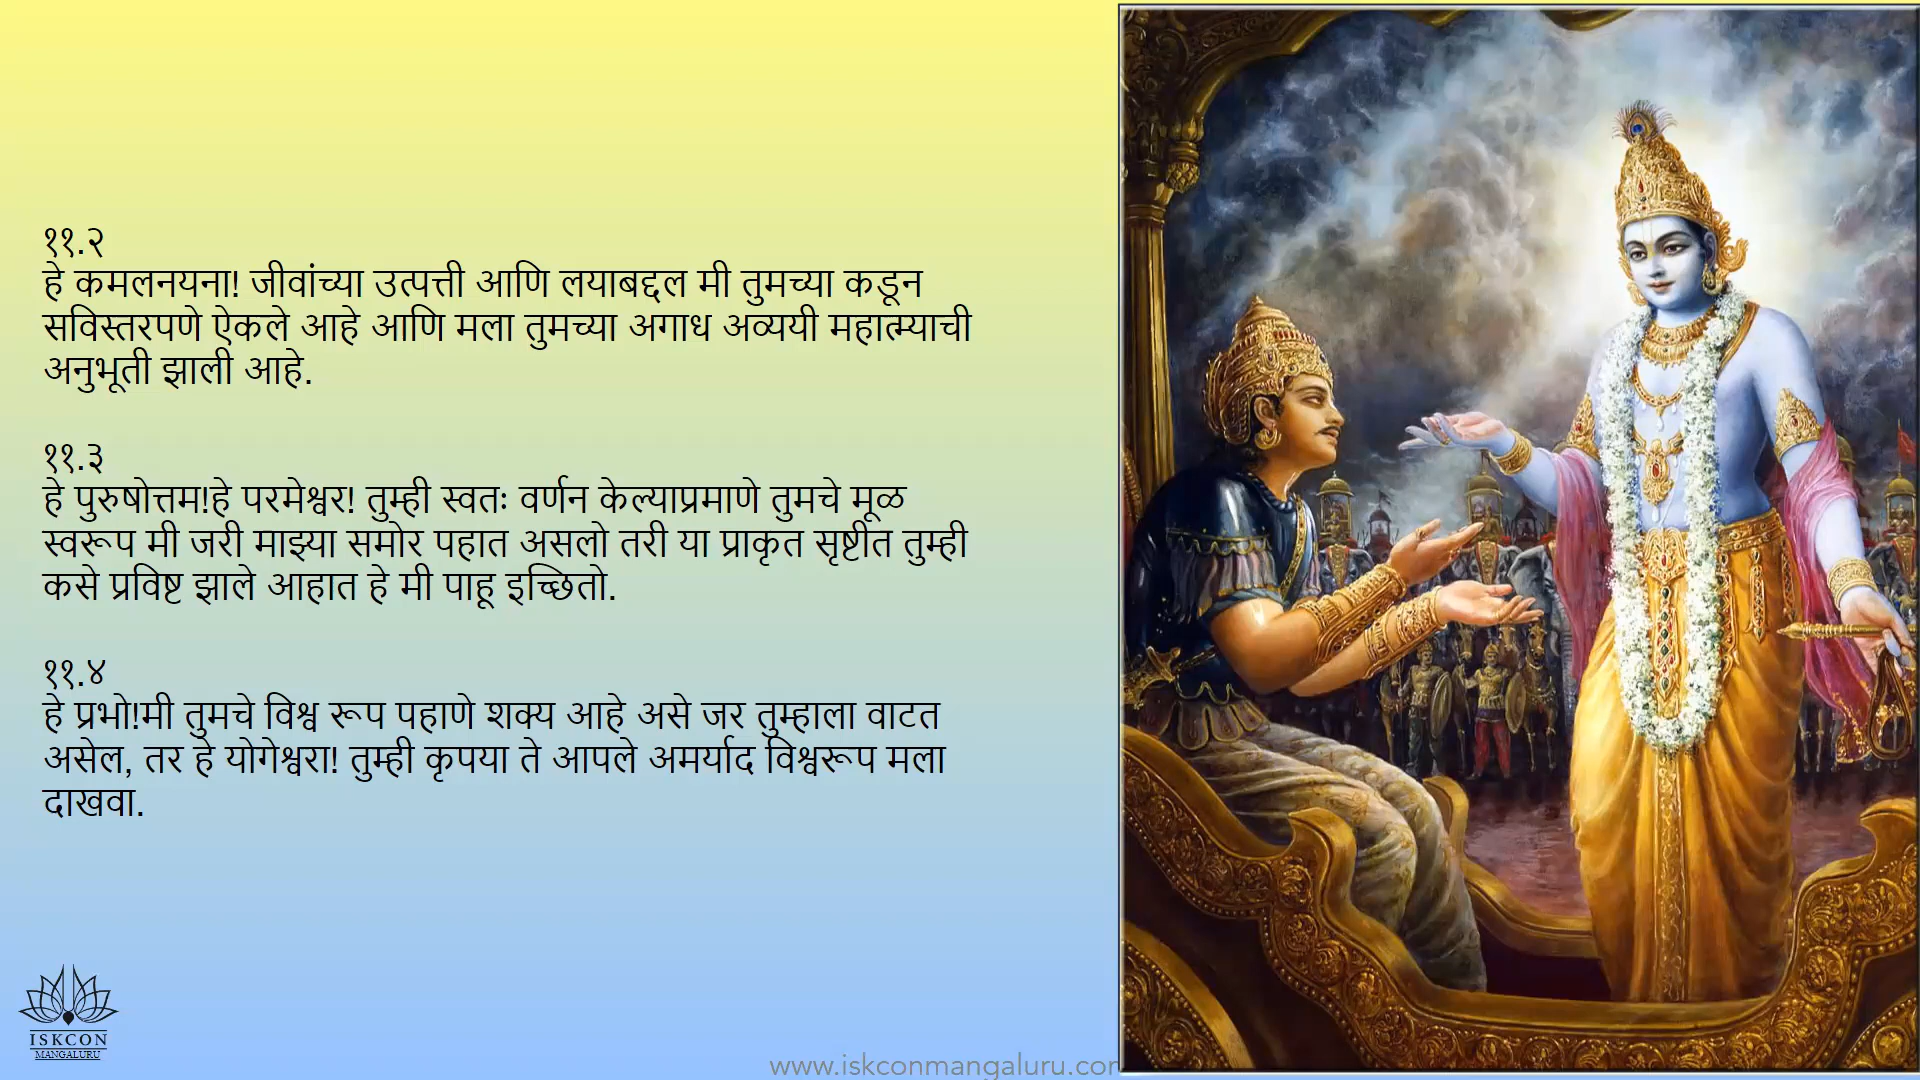 ११.२
हे कमलनयना! जीवांच्या उत्पत्ती आणि लयाबद्दल मी तुमच्या कडून
सविस्तरपणे ऐकले आहे आणि मला तुमच्या अगाध अव्ययी महात्म्याची
अनुभूती झाली आहे.
११.३
हे पुरुषोत्तम!हे परमेश्वर! तुम्ही स्वतः वर्णन केल्याप्रमाणे तुमचे मूळ
स्वरूप मी जरी माझ्या समोर पहात असलो तरी या प्राकृत सृष्टीत तुम्ही
कसे प्रविष्ट झाले आहात हे मी पाहू इच्छितो.
११.४
हे प्रभो!मी तुमचे विश्व रूप पहाणे शक्य आहे असे जर तुम्हाला वाटत
असेल, तर हे योगेश्वरा! तुम्ही कृपया ते आपले अमर्याद विश्वरूप मला
दाखवा.
ISKCON
MANGALURU
www.iskconmangaluru.com